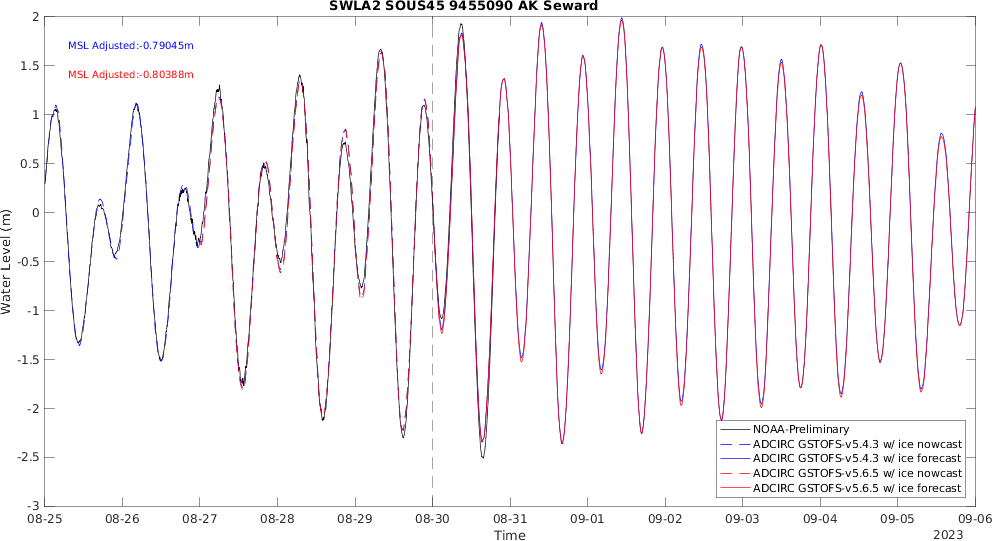 SWLA2 SOUS45 9455090 AK Seward
MSL Adjusted:-0.79045m
MSL Adjusted:-0.80388m
Water Level (m)
2
1.5
1
0.5
0
-0.5
-1
-1.5
-2
-2.5
-3
NOAA-Preliminary
ADCIRC GSTOFS-v5.4.3 w/ ice nowcast
ADCIRC GSTOFS-v5.4.3 w/ ice forecast
ADCIRC GSTOFS-v5.6.5 w/ ice nowcast
ADCIRC GSTOFS-v5.6.5 w/ ice forecast
08-25 08-26 08-27 08-28 08-29 08-30 08-31 09-01 09-02 09-03 09-04 09-05 09-06
Time
2023